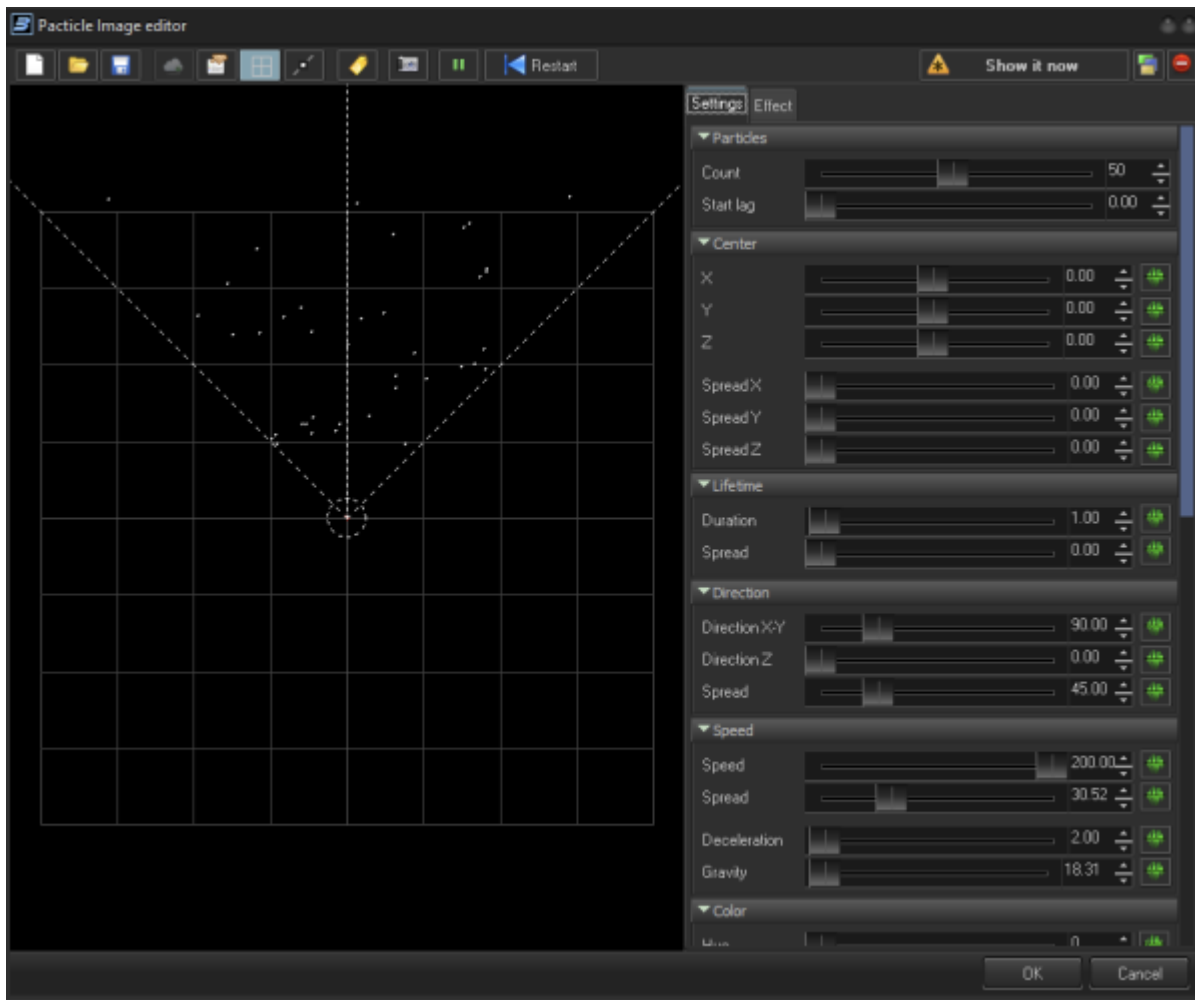 Pacticle Image editor
Restart
Show it now
Settings Effect
Particles
Count 50
Start lag 0.00
Center
X 0.00
Y 0.00
Z 0.00
Spread X 0.00
Spread Y 0.00
Spread Z 0.00
Lifetime
Duration 1.00
Spread 0.00
Direction
Direction X-Y 90.00
Direction Z 0.00
Spread 45.00
Speed
Speed 200.00
Spread 30.52
Deceleration 2.00
Gravity 18.31
Color
Hue 0
OK Cancel